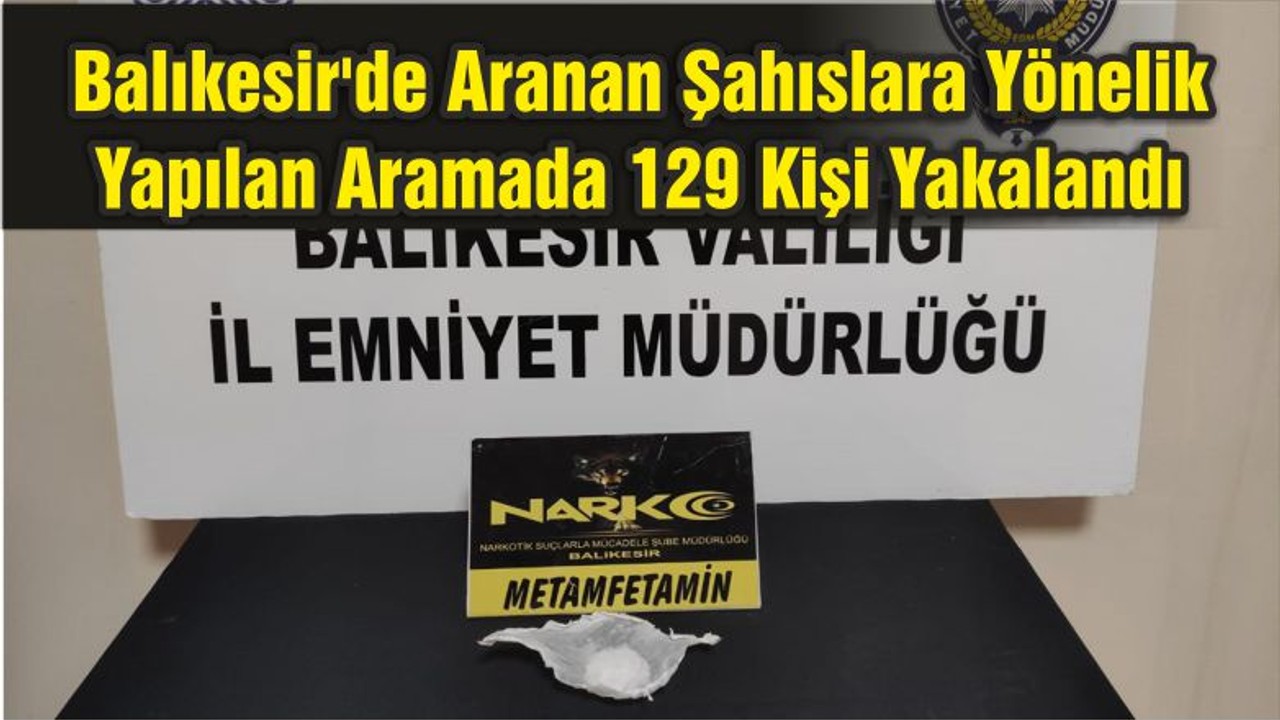 Balıkesir'de Aranan Şahıslara Yönelik
Yapılan Aramada 129 Kişi Yakalandı
BALIKESİR VALİLİĞİ
İL EMNİYET MÜDÜRLÜĞÜ
NARKO
NARKOTİK SUÇLARLA MÜCADELE ŞUBE MÜDÜRLÜĞÜ
BALIKESİR
METAMFETAMİN